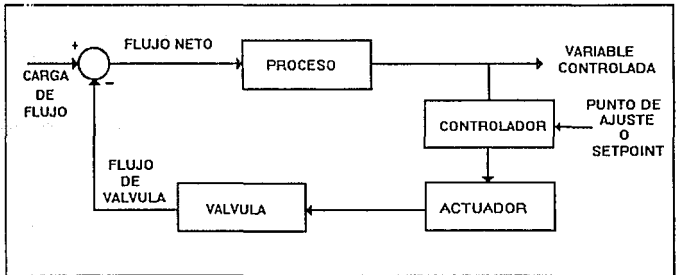 +
FLUJO NETO
PROCESO
VARIABLE
CONTROLADA
CARGA
DE
FLUJO
−
CONTROLADOR
PUNTO DE
AJUSTE
O
SETPOINT
FLUJO
DE
VALVULA
VALVULA
ACTUADOR